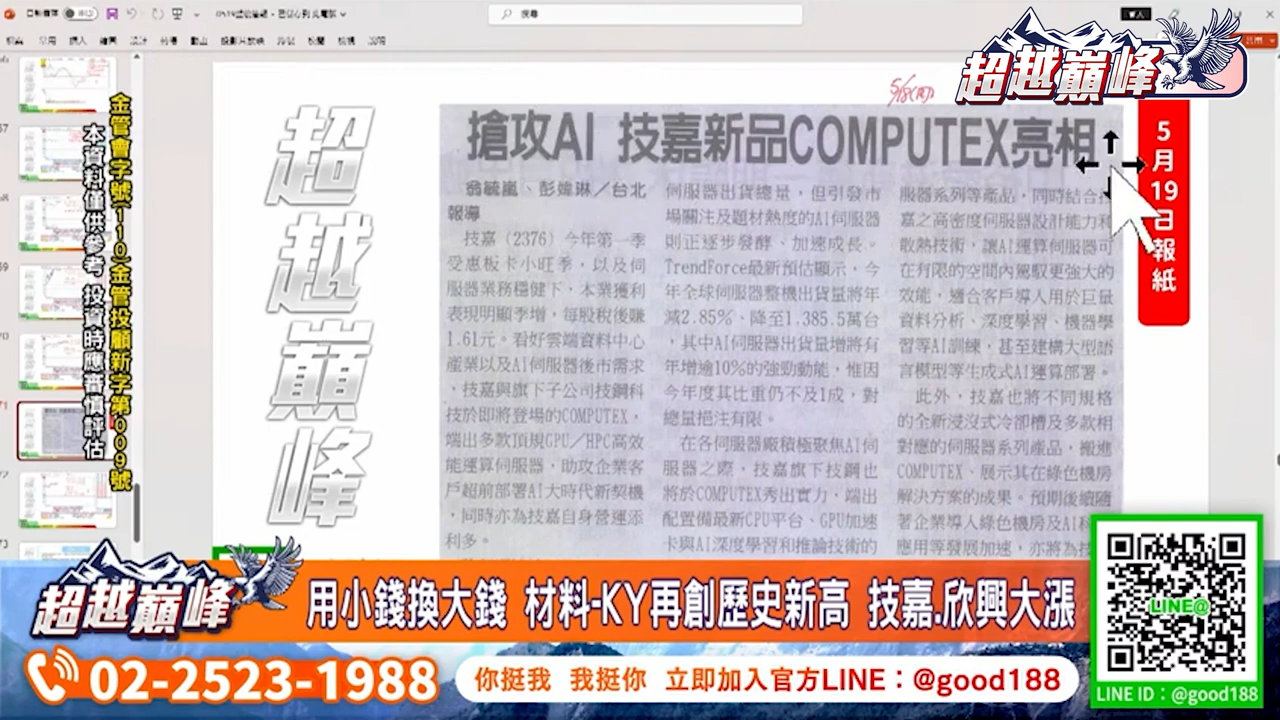 搜尋
超越巔峰
金管會字號(110)金管投顧新字第009號
本資料僅供參考 投資時應審慎評估
超越巔峰
5/18(四)
搶攻AI 技嘉新品COMPUTEX亮相
翁毓嵐、彭媁琳／台北
報導
技嘉(2376)今年第一季
受惠板卡小旺季，以及伺
服器業務穩健下，本業獲利
表現明顯季增，每股稅後賺
1.61元。看好雲端資料中心
產業以及AI伺服器後市需求
，技嘉與旗下子公司技鋼科
技於即將登場的COMPUTEX，
端出多款頂規GPU／HPC高效
能運算伺服器，助攻企業客
戶超前部署AI大時代新契機
，同時亦為技嘉自身營運添
利多。
伺服器出貨總量，但引發市
場關注及題材熱度的AI伺服器
則正逐步發酵、加速成長。
TrendForce最新預估顯示，今
年全球伺服器整機出貨量將年
減2.85%、降至1,385.5萬台
，其中AI伺服器出貨量增將有
年增逾10%的強勁動能，惟因
今年度其比重仍不及1成，對
總量挹注有限。
在各伺服器廠積極聚焦AI伺
服器之際，技嘉旗下技鋼也
將於COMPUTEX秀出實力，端出
配置備最新CPU平台、GPU加速
卡與AI深度學習和推論技術的
服器系列等產品，同時結合技
嘉之高密度伺服器設計能力和
散熱技術，讓AI運算伺服器可
在有限的空間內駕馭更強大的
效能，適合客戶導入用於巨量
資料分析、深度學習、機器學
習等AI訓練，甚至建構大型語
言模型等生成式AI運算部署。
此外，技嘉也將不同規格
的全新浸沒式冷卻槽及多款相
對應的伺服器系列產品，搬進
COMPUTEX、展示其在綠色機房
解決方案的成果。預期後續隨
著企業導入綠色機房及AI科
應用等發展加速，亦將為技
5月19日報紙
超越巔峰
用小錢換大錢 材料-KY再創歷史新高 技嘉.欣興大漲
02-2523-1988
你挺我 我挺你 立即加入官方LINE：@good188
LINE@
LINE ID：@good188